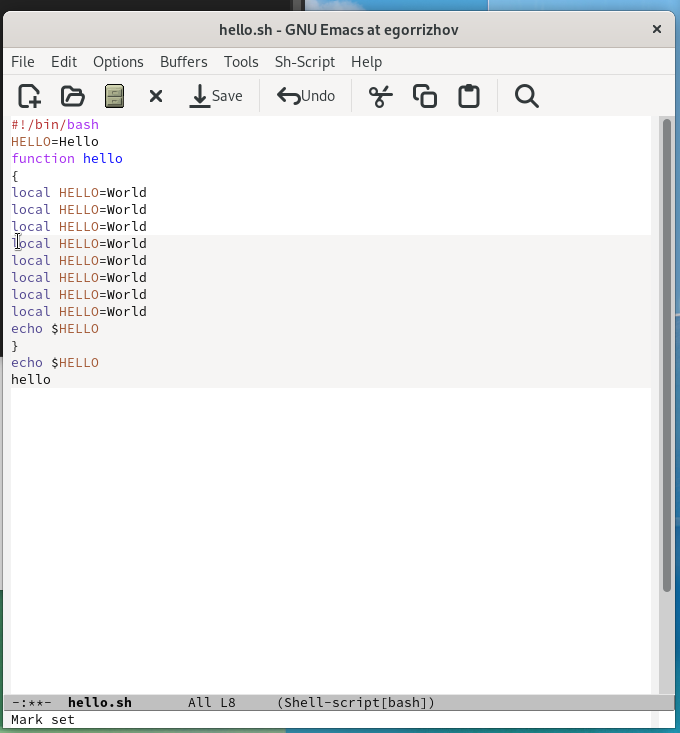 hello.sh - GNU Emacs at egorrizhov
File Edit Options Buffers Tools Sh-Script Help
Save Undo
#!/bin/bash
HELLO=Hello
function hello
{
local HELLO=World
local HELLO=World
local HELLO=World
local HELLO=World
local HELLO=World
local HELLO=World
local HELLO=World
local HELLO=World
echo $HELLO
}
echo $HELLO
hello
-:**- hello.sh All L8 (Shell-script[bash])
Mark set